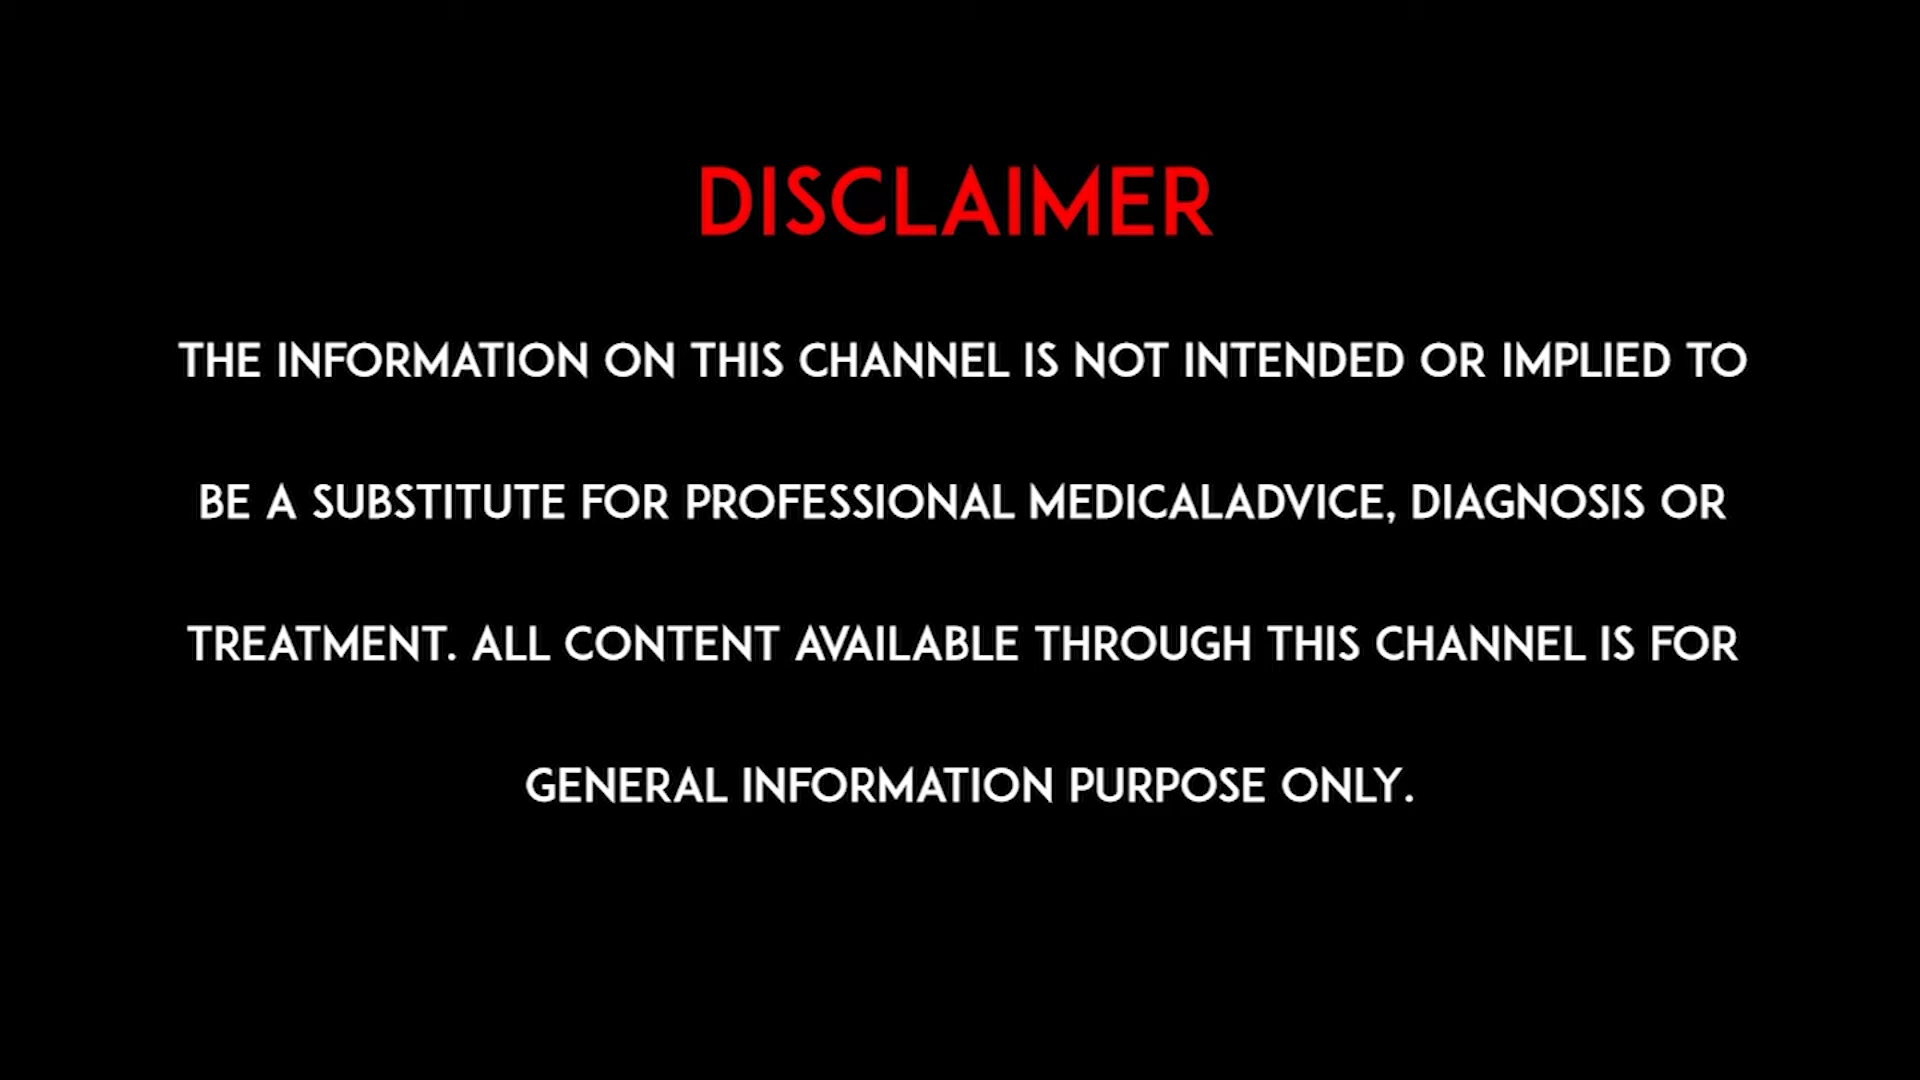 DISCLAIMER
THE INFORMATION ON THIS CHANNEL IS NOT INTENDED OR IMPLIED TO
BE A SUBSTITUTE FOR PROFESSIONAL MEDICALADVICE, DIAGNOSIS OR
TREATMENT. ALL CONTENT AVAILABLE THROUGH THIS CHANNEL IS FOR
GENERAL INFORMATION PURPOSE ONLY.